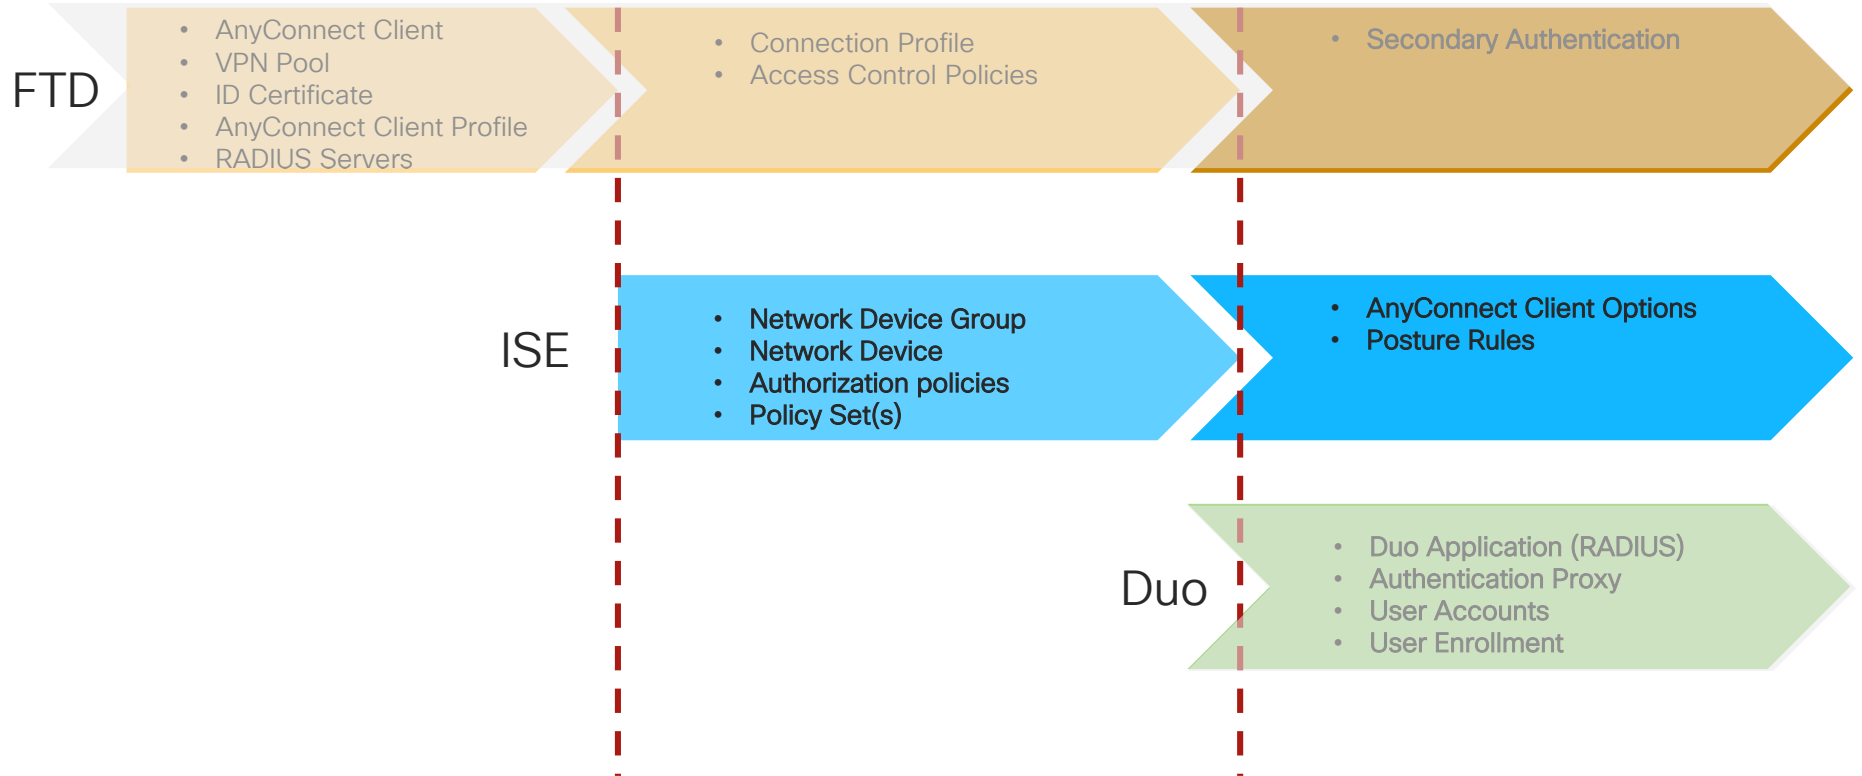 FTD
• AnyConnect Client
• VPN Pool
• ID Certificate
• AnyConnect Client Profile
• RADIUS Servers
• Connection Profile
• Access Control Policies
• Secondary Authentication
ISE
• Network Device Group
• Network Device
• Authorization policies
• Policy Set(s)
• AnyConnect Client Options
• Posture Rules
Duo
• Duo Application (RADIUS)
• Authentication Proxy
• User Accounts
• User Enrollment